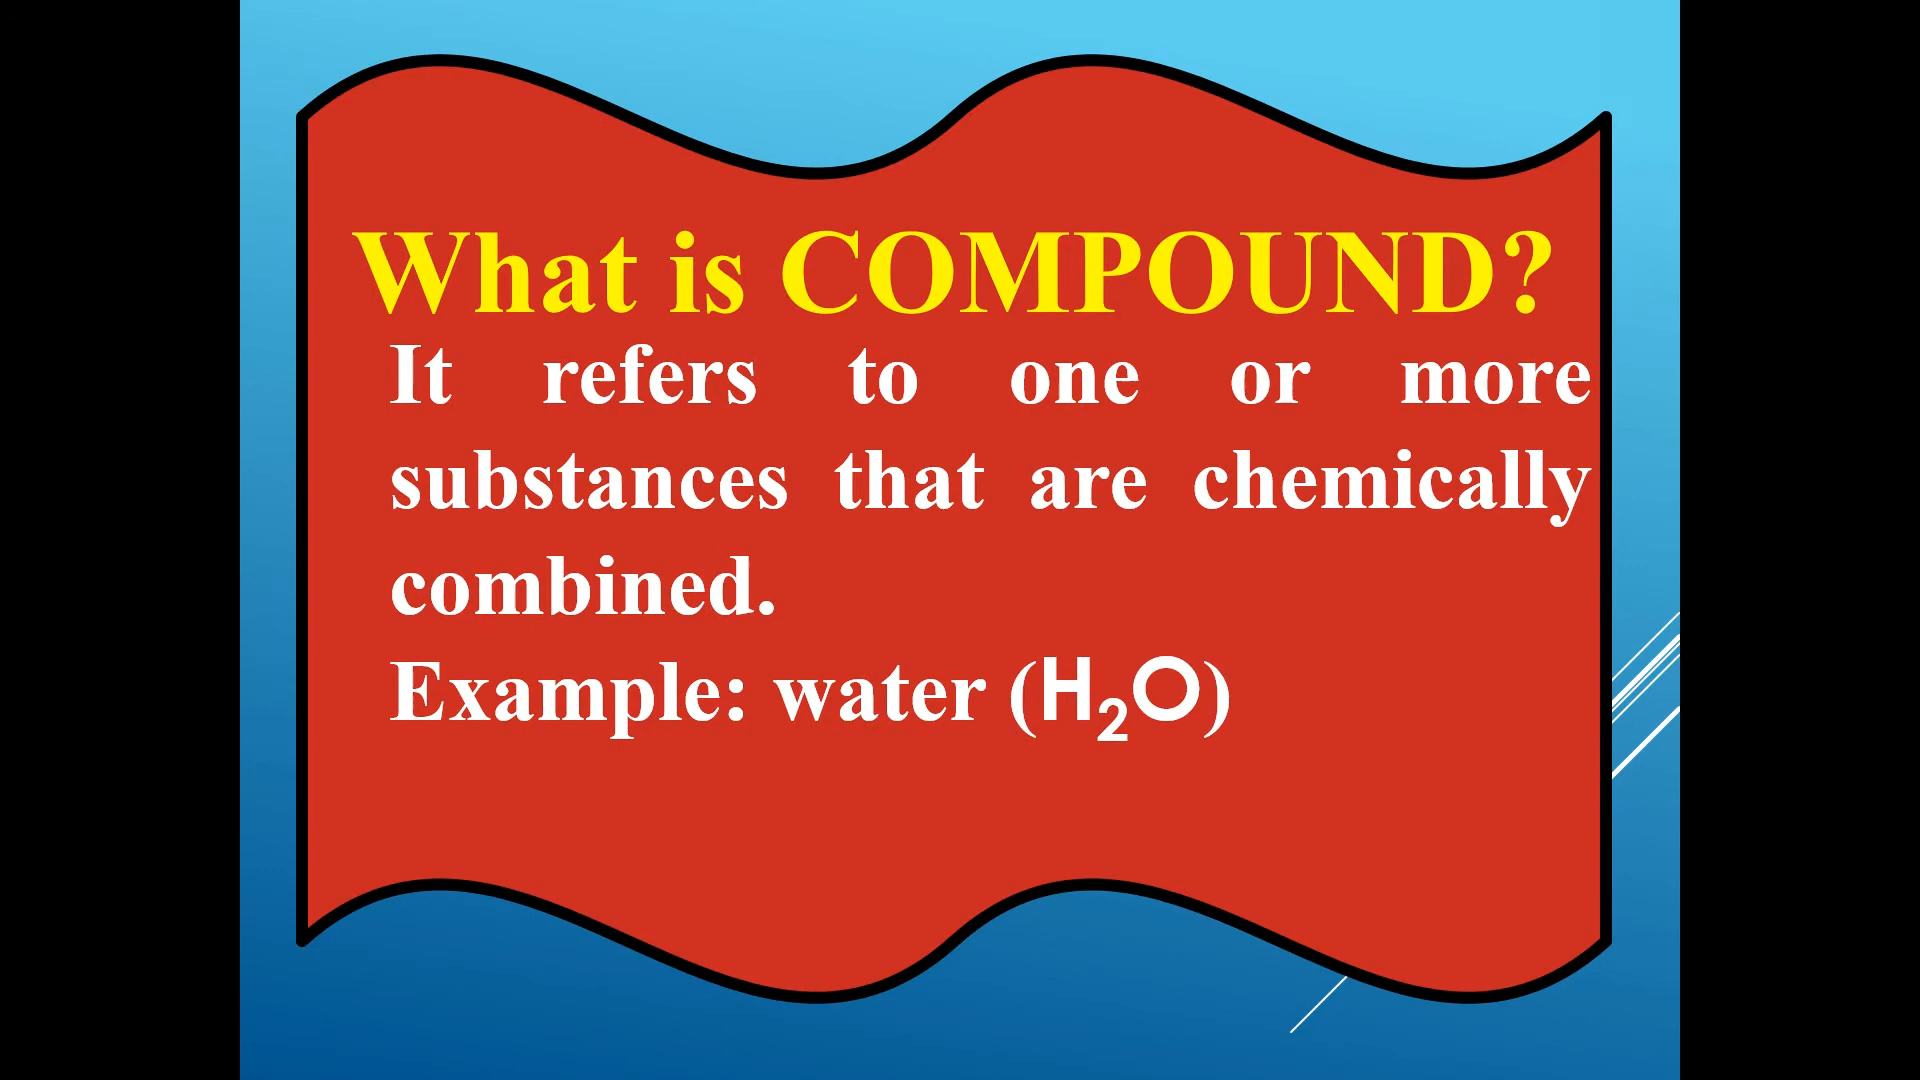 What is COMPOUND?
It refers to one or more
substances that are chemically
combined.
Example: water (H₂O)